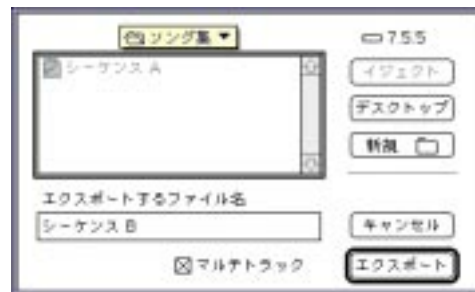 ソング集
7.5.5
シーケンス A
イジェクト
デスクトップ
新規
エクスポートするファイル名
シーケンス B
キャンセル
マルチトラック
エクスポート